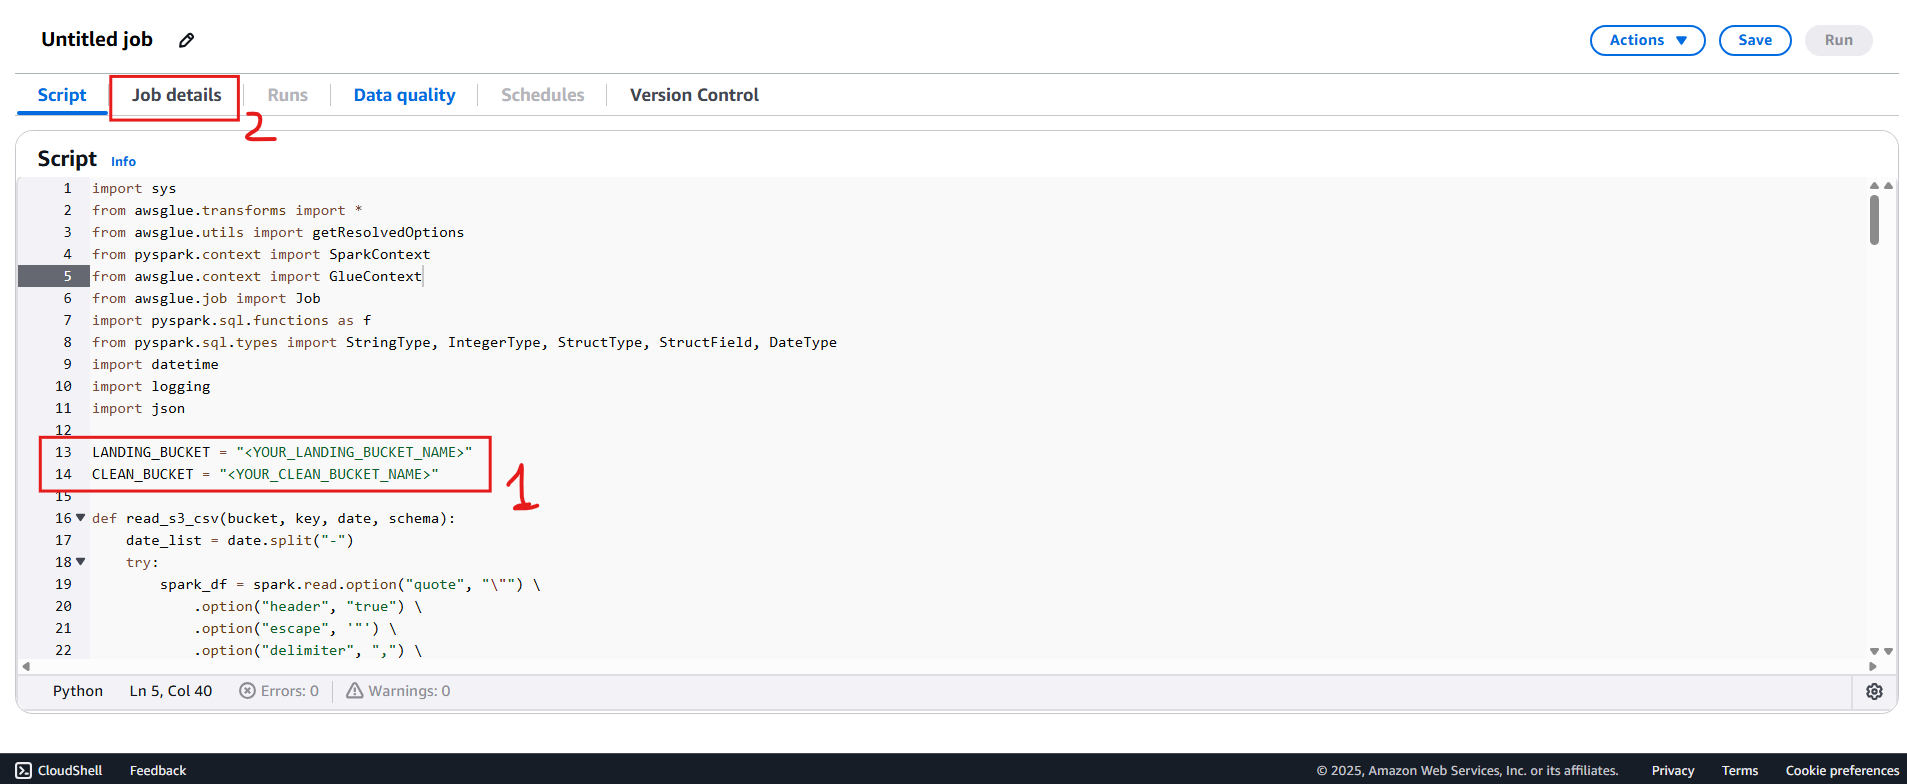 Untitled job
Actions Save Run
Script Job details Runs Data quality Schedules Version Control
2
Script Info
1 import sys
2 from awsglue.transforms import *
3 from awsglue.utils import getResolvedOptions
4 from pyspark.context import SparkContext
5 from awsglue.context import GlueContext
6 from awsglue.job import Job
7 import pyspark.sql.functions as f
8 from pyspark.sql.types import StringType, IntegerType, StructType, StructField, DateType
9 import datetime
10 import logging
11 import json
12
13 LANDING_BUCKET = "<YOUR_LANDING_BUCKET_NAME>"
14 CLEAN_BUCKET = "<YOUR_CLEAN_BUCKET_NAME>"
1
15
16 def read_s3_csv(bucket, key, date, schema):
17 date_list = date.split("-")
18 try:
19 spark_df = spark.read.option("quote", "\"") \
20 .option("header", "true") \
21 .option("escape", '"') \
22 .option("delimiter", ",") \
Python Ln 5, Col 40 Errors: 0 Warnings: 0
CloudShell Feedback © 2025, Amazon Web Services, Inc. or its affiliates. Privacy Terms Cookie preferences